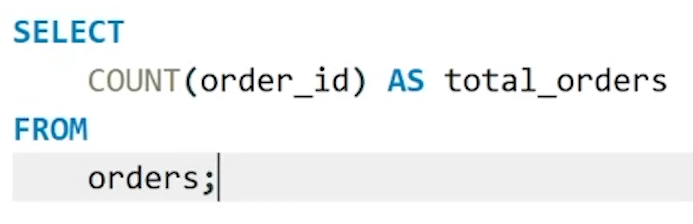 SELECT
    COUNT(order_id) AS total_orders
FROM
    orders;